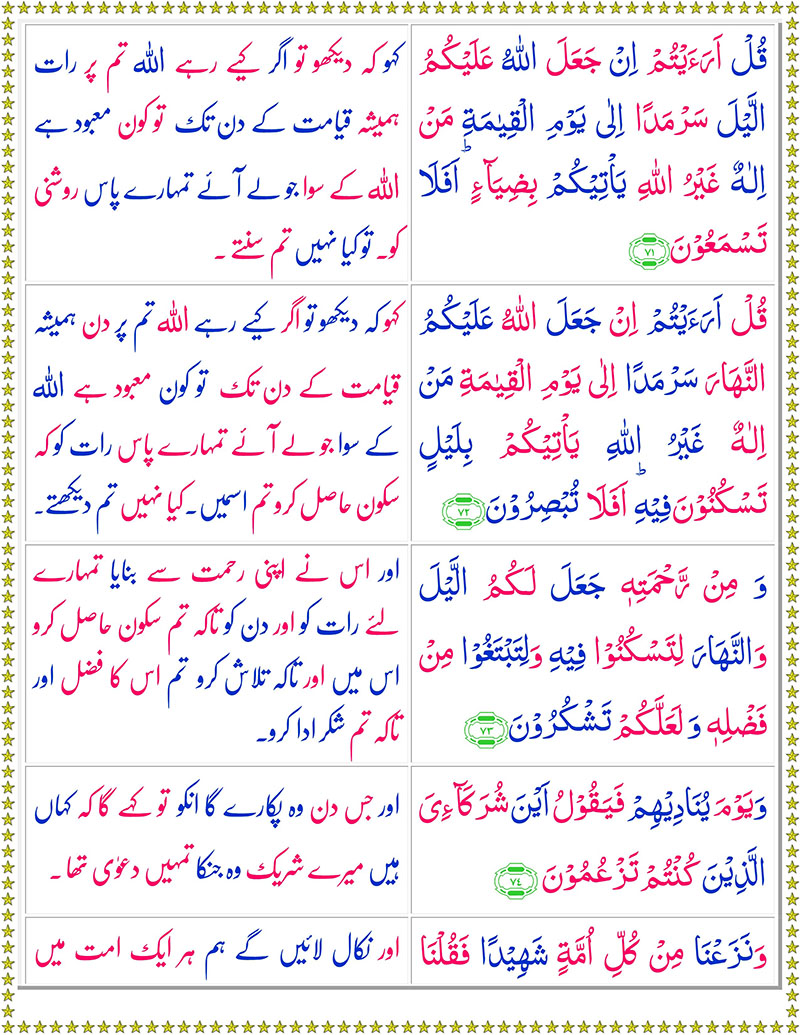 قُلْ اَرَءَيْتُمْ اِنْ جَعَلَ اللّٰهُ عَلَيْكُمُ
الَّيْلَ سَرْمَدًا اِلٰى يَوْمِ الْقِيٰمَةِ مَنْ
اِلٰهٌ غَيْرُ اللّٰهِ يَاْتِيْكُمْ بِضِيَآءٍ ؕ اَفَلَا
تَسْمَعُوْنَ ﴿۷۱﴾
کہو کہ دیکھو تو اگر کیے رہے اللہ تم پر رات
ہمیشہ قیامت کے دن تک تو کون معبود ہے
اللہ کے سوا جو لے آئے تمہارے پاس روشنی
کو۔ تو کیا نہیں تم سنتے ۔
قُلْ اَرَءَيْتُمْ اِنْ جَعَلَ اللّٰهُ عَلَيْكُمُ
النَّهَارَ سَرْمَدًا اِلٰى يَوْمِ الْقِيٰمَةِ مَنْ
اِلٰهٌ غَيْرُ اللّٰهِ يَاْتِيْكُمْ بِلَيْلٍ
تَسْكُنُوْنَ فِيْهِ ؕ اَفَلَا تُبْصِرُوْنَ ﴿۷۲﴾
کہو کہ دیکھو تو اگر کیے رہے اللہ تم پر دن ہمیشہ
قیامت کے دن تک تو کون معبود ہے اللہ
کے سوا جو لے آئے تمہارے پاس رات کو کہ
سکون حاصل کرو تم اسمیں۔ کیا نہیں تم دیکھتے۔
وَ مِنْ رَّحْمَتِهٖ جَعَلَ لَكُمُ الَّيْلَ
وَالنَّهَارَ لِتَسْكُنُوْا فِيْهِ وَلِتَبْتَغُوْا مِنْ
فَضْلِهٖ وَ لَعَلَّكُمْ تَشْكُرُوْنَ ﴿۷۳﴾
اور اس نے اپنی رحمت سے بنایا تمہارے
لئے رات کو اور دن کو تاکہ تم سکون حاصل کرو
اس میں اور تاکہ تلاش کرو تم اس کا فضل اور
تاکہ تم شکر ادا کرو۔
وَيَوْمَ يُنَادِيْهِمْ فَيَقُوْلُ اَيْنَ شُرَكَآءِىَ
الَّذِيْنَ كُنْتُمْ تَزْعُمُوْنَ ﴿۷۴﴾
اور جس دن وہ پکارے گا انکو تو کہے گا کہ کہاں
ہیں میرے شریک وہ جنکا تمہیں دعوٰی تھا ۔
وَنَزَعْنَا مِنْ كُلِّ اُمَّةٍ شَهِيْدًا فَقُلْنَا
اور نکال لائیں گے ہم ہر ایک امت میں